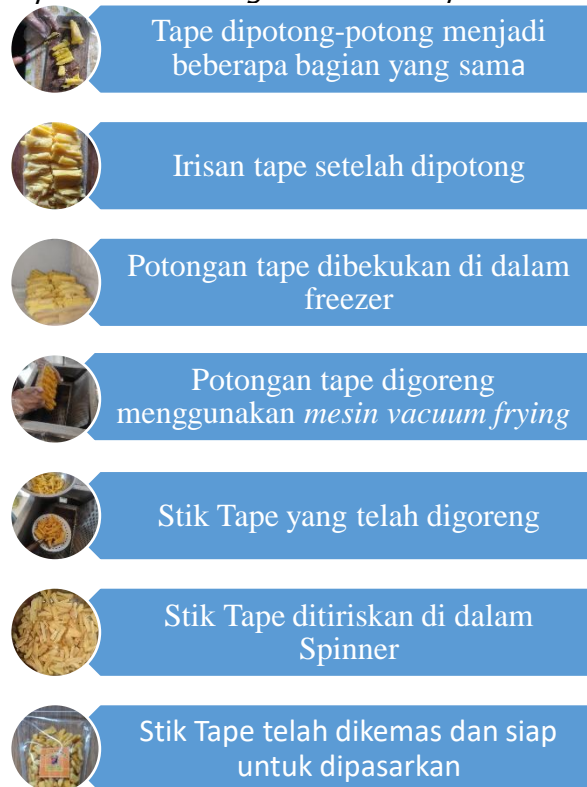 Tape dipotong-potong menjadi
beberapa bagian yang sama
Irisan tape setelah dipotong
Potongan tape dibekukan di dalam
freezer
Potongan tape digoreng
menggunakan mesin vacuum frying
Stik Tape yang telah digoreng
Stik Tape ditiriskan di dalam
Spinner
Stik Tape telah dikemas dan siap
untuk dipasarkan